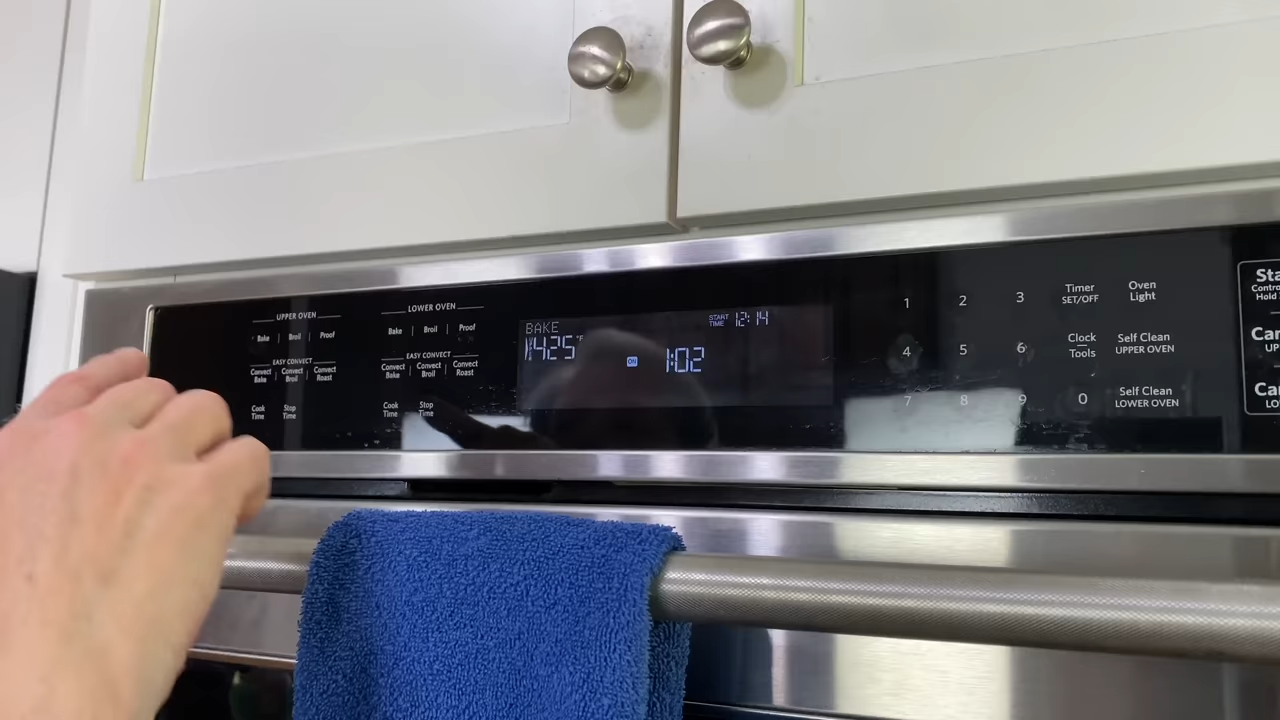 UPPER OVEN
Bake | Broil | Proof
EASY CONVECT
Convect Bake | Convect Broil | Convect Roast
Cook Time Stop Time
LOWER OVEN
Bake | Broil | Proof
EASY CONVECT
Convect Bake | Convect Broil | Convect Roast
Cook Time Stop Time
BAKE
425°F
ON
1:02
START TIME 12:14
1 2 3
4 5 6
7 8 9
0
Timer
SET/OFF
Oven
Light
Clock
Tools
Self Clean
UPPER OVEN
Self Clean
LOWER OVEN